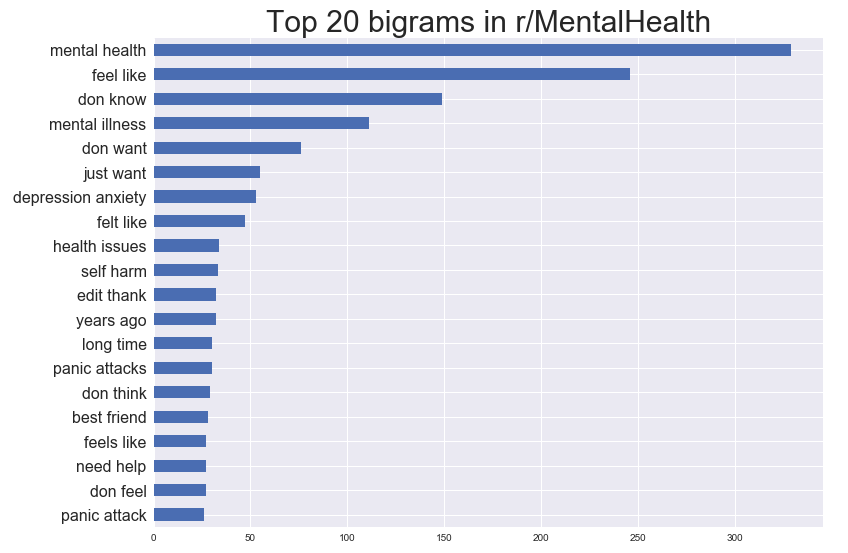 Top 20 bigrams in r/MentalHealth
mental health
feel like
don know
mental illness
don want
just want
depression anxiety
felt like
health issues
self harm
edit thank
years ago
long time
panic attacks
don think
best friend
feels like
need help
don feel
panic attack
0 50 100 150 200 250 300